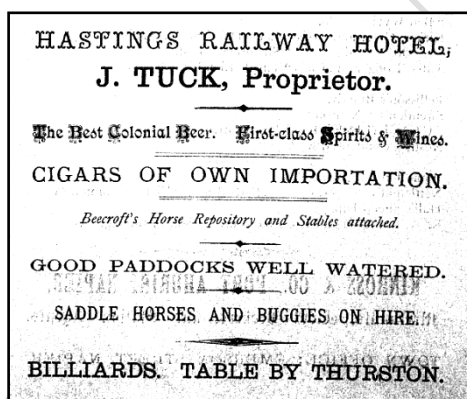 HASTINGS RAILWAY HOTEL,
J. TUCK, Proprietor.
The Best Colonial Beer. First-class Spirits & Wines.
CIGARS OF OWN IMPORTATION.
Beecroft's Horse Repository and Stables attached.
GOOD PADDOCKS WELL WATERED.
SADDLE HORSES AND BUGGIES ON HIRE.
BILLIARDS. TABLE BY THURSTON.